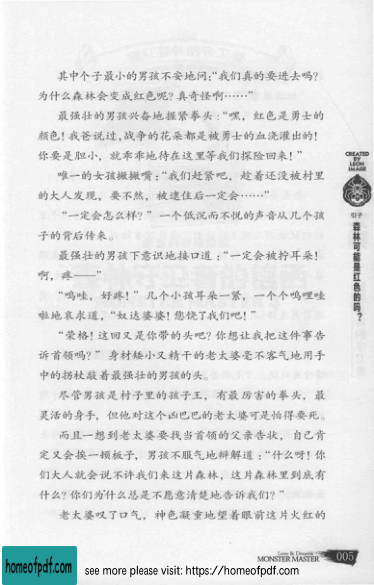 其中个子最小的男孩不安地问:“我们真的要进去吗?
为什么森林会变成红色呢?真奇怪啊……”
最强壮的男孩兴奋地握紧拳头:“嘿,红色是勇士的
颜色!我爸说过,战争的花朵都是被勇士的血浇灌出的!
你要是胆小,就乖乖地待在这里等我们探险回来!”
唯一的女孩撇撇嘴:“我们赶紧吧,趁着还没被村里
的大人发现,要不然,被逮住后一定会……”
“一定会怎么样?”一个低沉而不悦的声音从几个孩
子的背后传来。
最强壮的男孩下意识地接口道:“一定会被拧耳朵!
啊,疼——”
“呜哇,好疼!”几个小孩耳朵一紧,一个个呜哩哇
啦地哀求道,“奴达婆婆!您饶了我们吧!”
“荣格!这回又是你带的头吧?你想让我把这件事告
诉首领吗?”身材矮小又精干的老太婆毫不客气地用手
中的拐杖敲着最强壮的男孩的头。
尽管男孩是村子里的孩子王,有最厉害的拳头,最
灵活的身手,但他对这个凶巴巴的老太婆可是怕得要死。
而且一想到老太婆要找当首领的父亲告状,自己肯
定又会挨一顿板子,男孩不服气地辩解道:“什么呀!你
们大人就会说不许我们来这片森林,这片森林里到底有
什么?你们为什么总是不愿意清楚地告诉我们?”
老太婆叹了口气,神色凝重地望着眼前这片火红的
CREATED
BY
LEON
IMAGE
引子
森林可能是红色的吗?
Love & Dreams
MONSTER MASTER
005
homeofpdf.com
see more please visit: https://homeofpdf.com